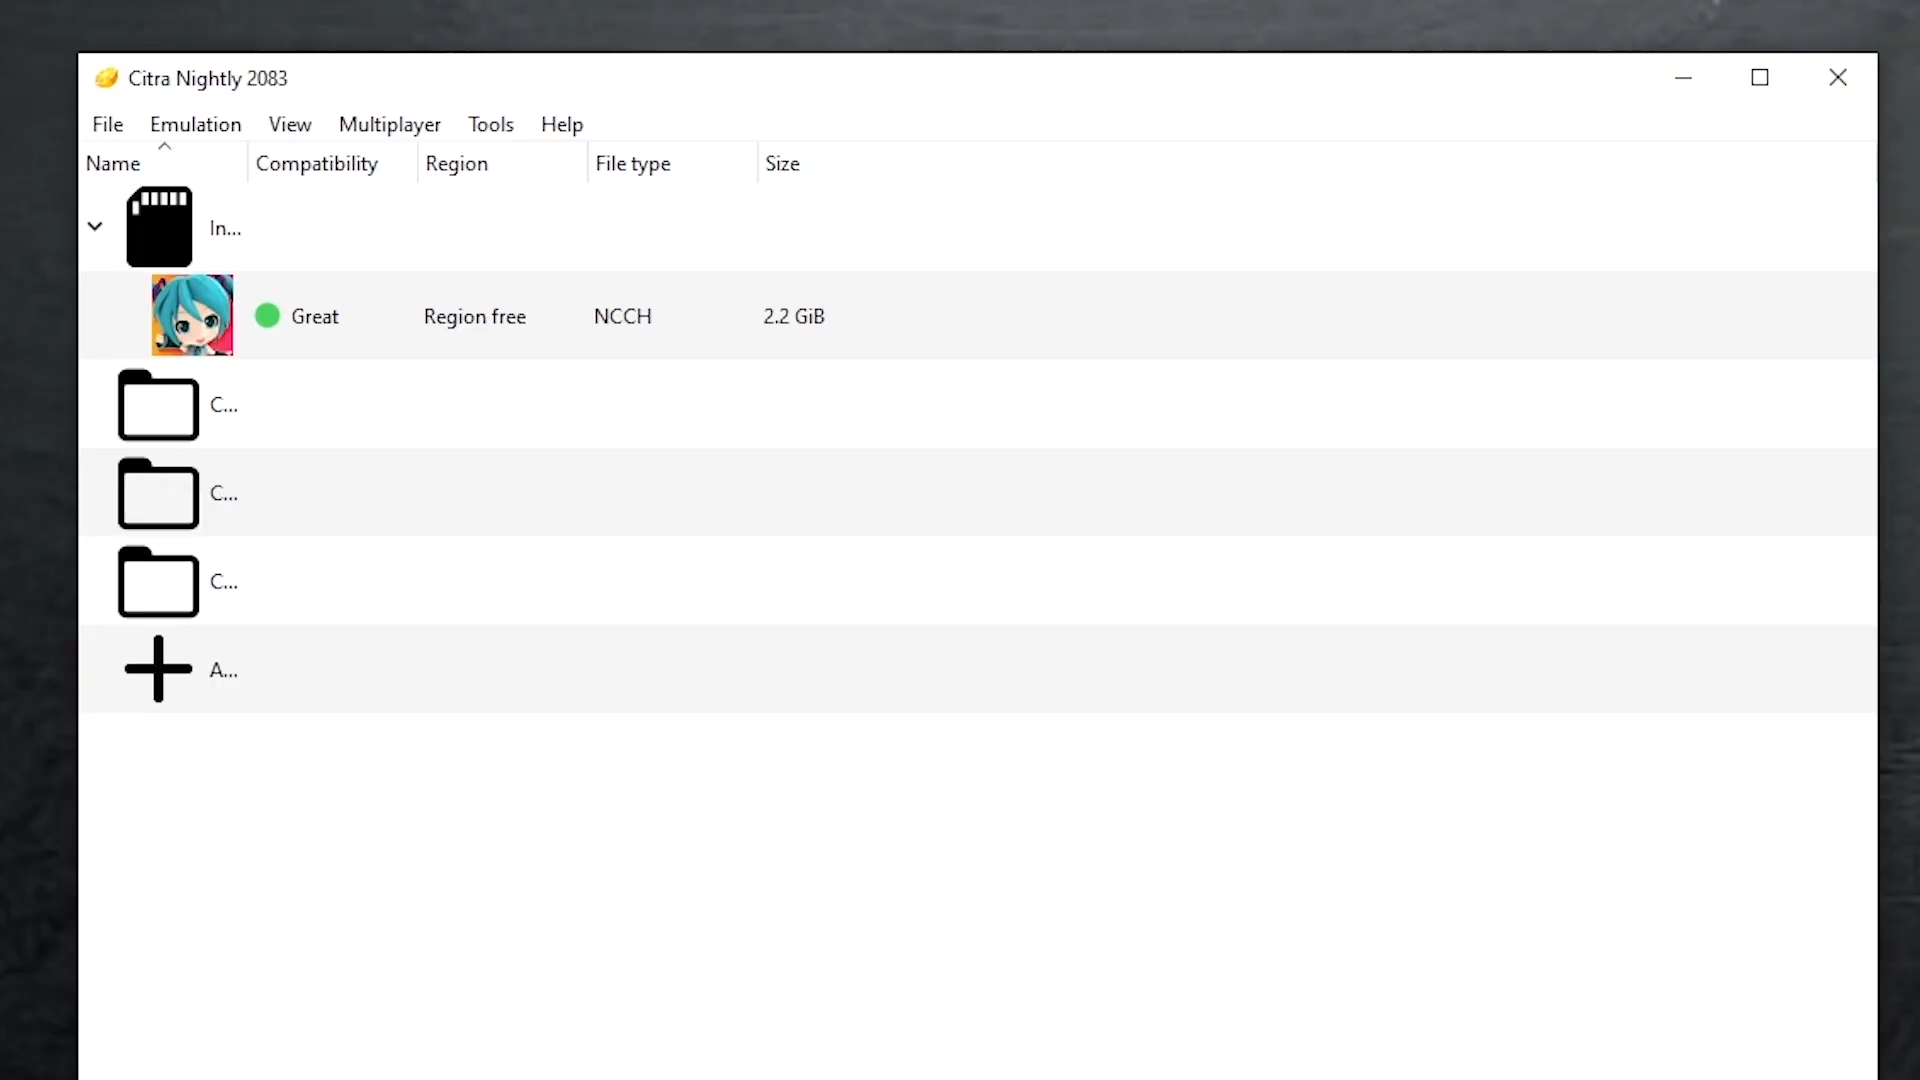 Citra Nightly 2083
File Emulation View Multiplayer Tools Help
Name Compatibility Region File type Size
In...
Great Region free NCCH 2.2 GiB
C...
C...
C...
A...